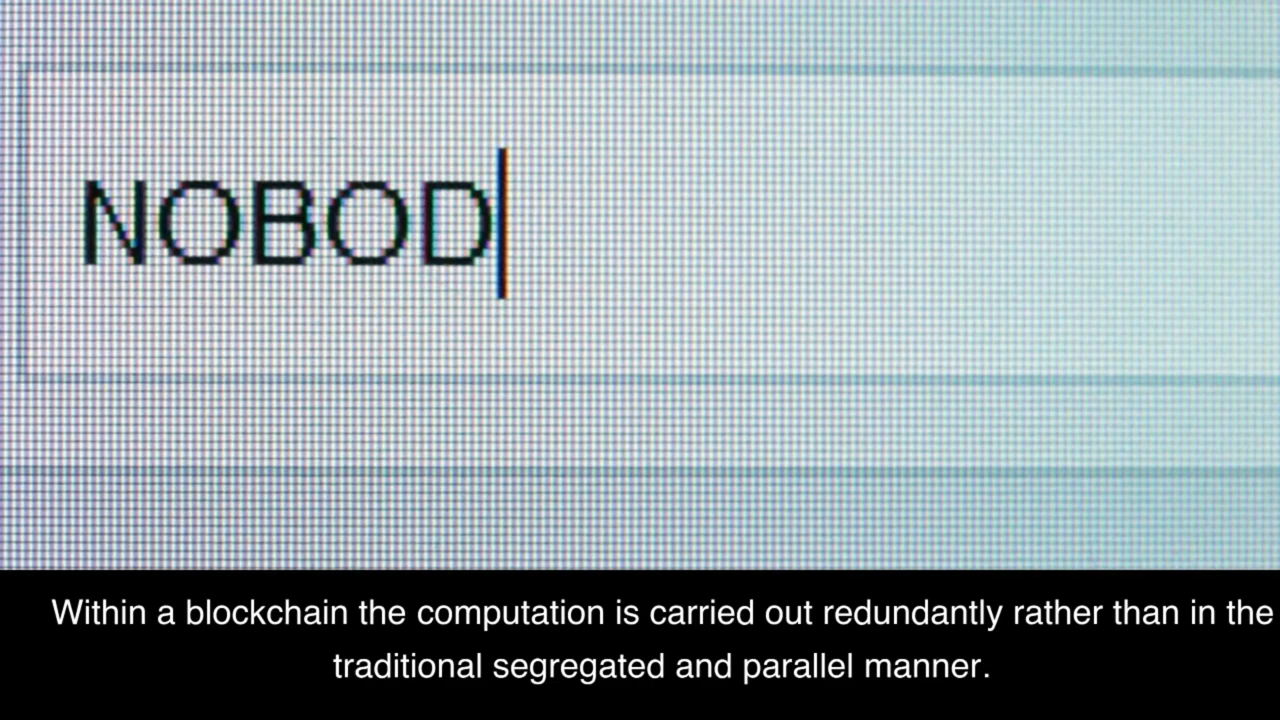 NOBOD
Within a blockchain the computation is carried out redundantly rather than in the
traditional segregated and parallel manner.